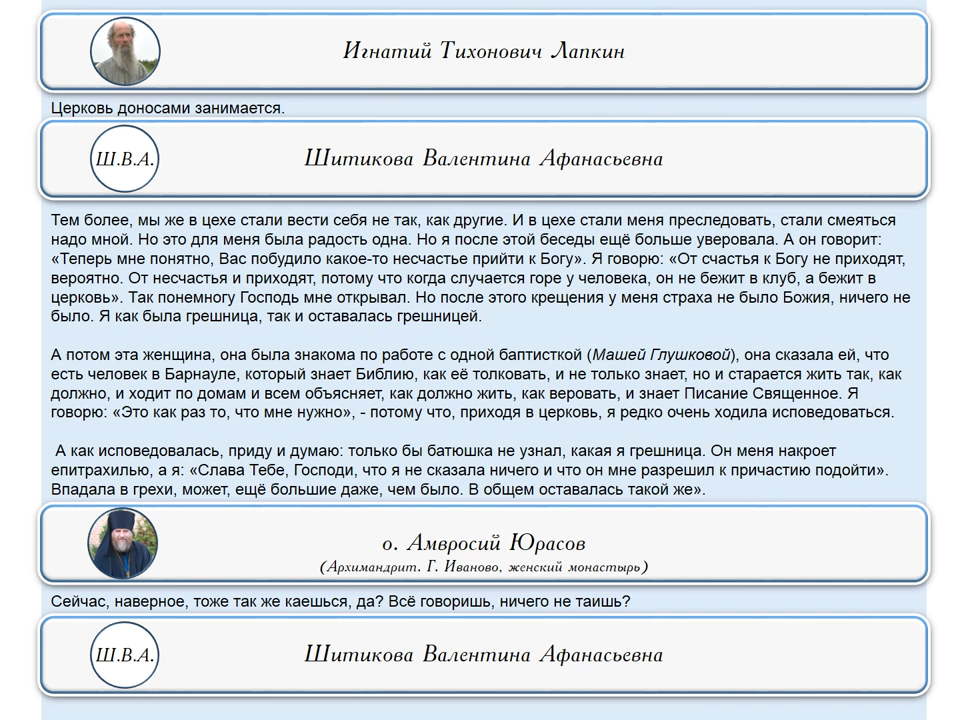 Игнатий Тихонович Лапкин
Церковь доносами занимается.
Ш.В.А.
Шитикова Валентина Афанасьевна
Тем более, мы же в цехе стали вести себя не так, как другие. И в цехе стали меня преследовать, стали смеяться
надо мной. Но это для меня была радость одна. Но я после этой беседы ещё больше уверовала. А он говорит:
«Теперь мне понятно, Вас побудило какое-то несчастье прийти к Богу». Я говорю: «От счастья к Богу не приходят,
вероятно. От несчастья и приходят, потому что когда случается горе у человека, он не бежит в клуб, а бежит в
церковь». Так понемногу Господь мне открывал. Но после этого крещения у меня страха не было Божия, ничего не
было. Я как была грешница, так и оставалась грешницей.
А потом эта женщина, она была знакома по работе с одной баптисткой (Машей Глушковой), она сказала ей, что
есть человек в Барнауле, который знает Библию, как её толковать, и не только знает, но и старается жить так, как
должно, и ходит по домам и всем объясняет, как должно жить, как веровать, и знает Писание Священное. Я
говорю: «Это как раз то, что мне нужно», - потому что, приходя в церковь, я редко очень ходила исповедоваться.
А как исповедовалась, приду и думаю: только бы батюшка не узнал, какая я грешница. Он меня накроет
епитрахилью, а я: «Слава Тебе, Господи, что я не сказала ничего и что он мне разрешил к причастию подойти».
Впадала в грехи, может, ещё большие даже, чем было. В общем оставалась такой же».
о. Амвросий Юрасов
(Архимандрит. Г. Иваново, женский монастырь)
Сейчас, наверное, тоже так же каешься, да? Всё говоришь, ничего не таишь?
Ш.В.А.
Шитикова Валентина Афанасьевна